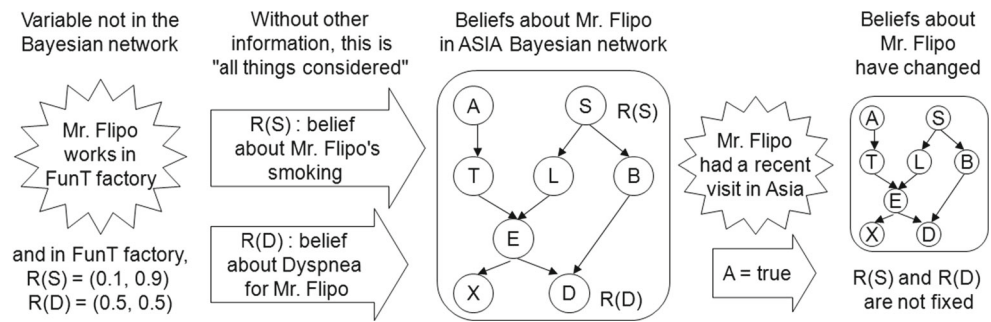 Variable not in the
Bayesian network
Mr. Flipo
works in
FunT factory
and in FunT factory,
R(S) = (0.1, 0.9)
R(D) = (0.5, 0.5)
Without other
information, this is
"all things considered"
R(S) : belief
about Mr. Flipo's
smoking
R(D) : belief
about Dyspnea
for Mr. Flipo
Beliefs about Mr. Flipo
in ASIA Bayesian network
A
S
R(S)
T
L
B
E
X
D
R(D)
Mr. Flipo
had a recent
visit in Asia
A = true
Beliefs about
Mr. Flipo
have changed
A
S
T
L
B
E
X
D
R(S) and R(D)
are not fixed